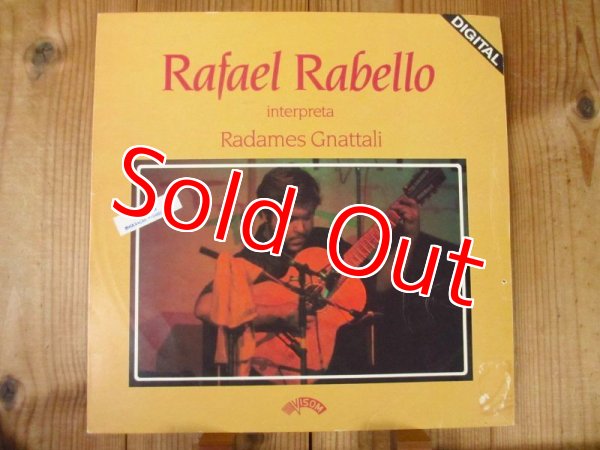 DIGITAL
Rafael Rabello
interpreta
Radames Gnattali
Sold Out
VISOM